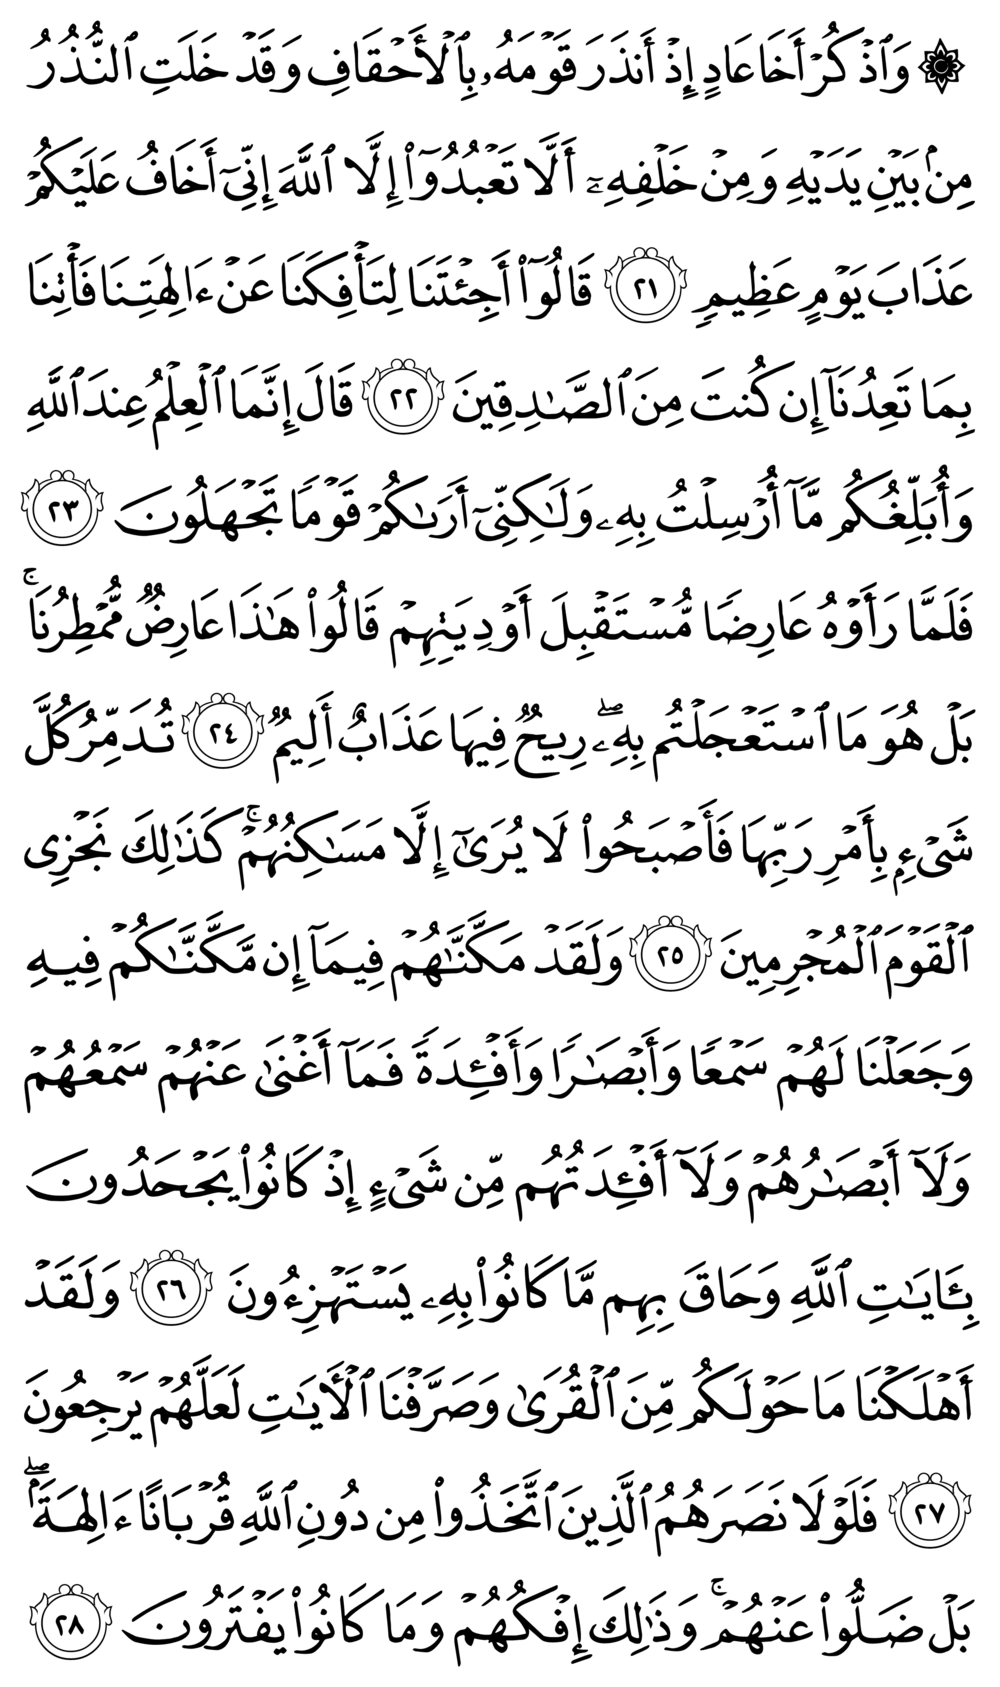 ۞ وَٱذْكُرْ أَخَا عَادٍ إِذْ أَنذَرَ قَوْمَهُۥ بِٱلْأَحْقَافِ وَقَدْ خَلَتِ ٱلنُّذُرُ
مِنۢ بَيْنِ يَدَيْهِ وَمِنْ خَلْفِهِۦٓ أَلَّا تَعْبُدُوٓا۟ إِلَّا ٱللَّهَ إِنِّىٓ أَخَافُ عَلَيْكُمْ
عَذَابَ يَوْمٍ عَظِيمٍ ٢١ قَالُوٓا۟ أَجِئْتَنَا لِتَأْفِكَنَا عَنْ ءَالِهَتِنَا فَأْتِنَا
بِمَا تَعِدُنَآ إِن كُنتَ مِنَ ٱلصَّـٰدِقِينَ ٢٢ قَالَ إِنَّمَا ٱلْعِلْمُ عِندَ ٱللَّهِ
وَأُبَلِّغُكُم مَّآ أُرْسِلْتُ بِهِۦ وَلَـٰكِنِّىٓ أَرَىٰكُمْ قَوْمًا تَجْهَلُونَ ٢٣
فَلَمَّا رَأَوْهُ عَارِضًا مُّسْتَقْبِلَ أَوْدِيَتِهِمْ قَالُوا۟ هَـٰذَا عَارِضٌ مُّمْطِرُنَا ۚ
بَلْ هُوَ مَا ٱسْتَعْجَلْتُم بِهِۦ ۖ رِيحٌ فِيهَا عَذَابٌ أَلِيمٌ ٢٤ تُدَمِّرُ كُلَّ
شَىْءٍۭ بِأَمْرِ رَبِّهَا فَأَصْبَحُوا۟ لَا يُرَىٰٓ إِلَّا مَسَـٰكِنُهُمْ ۚ كَذَٰلِكَ نَجْزِى
ٱلْقَوْمَ ٱلْمُجْرِمِينَ ٢٥ وَلَقَدْ مَكَّنَّـٰهُمْ فِيمَآ إِن مَّكَّنَّـٰكُمْ فِيهِ
وَجَعَلْنَا لَهُمْ سَمْعًا وَأَبْصَـٰرًا وَأَفْـِٔدَةً فَمَآ أَغْنَىٰ عَنْهُمْ سَمْعُهُمْ
وَلَآ أَبْصَـٰرُهُمْ وَلَآ أَفْـِٔدَتُهُم مِّن شَىْءٍ إِذْ كَانُوا۟ يَجْحَدُونَ
بِـَٔايَـٰتِ ٱللَّهِ وَحَاقَ بِهِم مَّا كَانُوا۟ بِهِۦ يَسْتَهْزِءُونَ ٢٦ وَلَقَدْ
أَهْلَكْنَا مَا حَوْلَكُم مِّنَ ٱلْقُرَىٰ وَصَرَّفْنَا ٱلْـَٔايَـٰتِ لَعَلَّهُمْ يَرْجِعُونَ
٢٧ فَلَوْلَا نَصَرَهُمُ ٱلَّذِينَ ٱتَّخَذُوا۟ مِن دُونِ ٱللَّهِ قُرْبَانًا ءَالِهَةًۢ ۖ
بَلْ ضَلُّوا۟ عَنْهُمْ ۚ وَذَٰلِكَ إِفْكُهُمْ وَمَا كَانُوا۟ يَفْتَرُونَ ٢٨